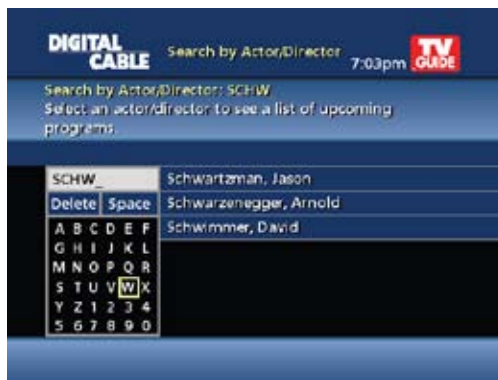 DIGITAL
CABLE
Search by Actor/Director
7:03pm
TV
GUIDE
Search by Actor/Director: SCHW
Select an actor/director to see a list of upcoming
programs.
SCHW_
Schwartzman, Jason
Delete Space
Schwarzenegger, Arnold
A B C D E F
Schwimmer, David
G H I J K L
M N O P Q R
S T U V W X
Y Z 1 2 3 4
5 6 7 8 9 0